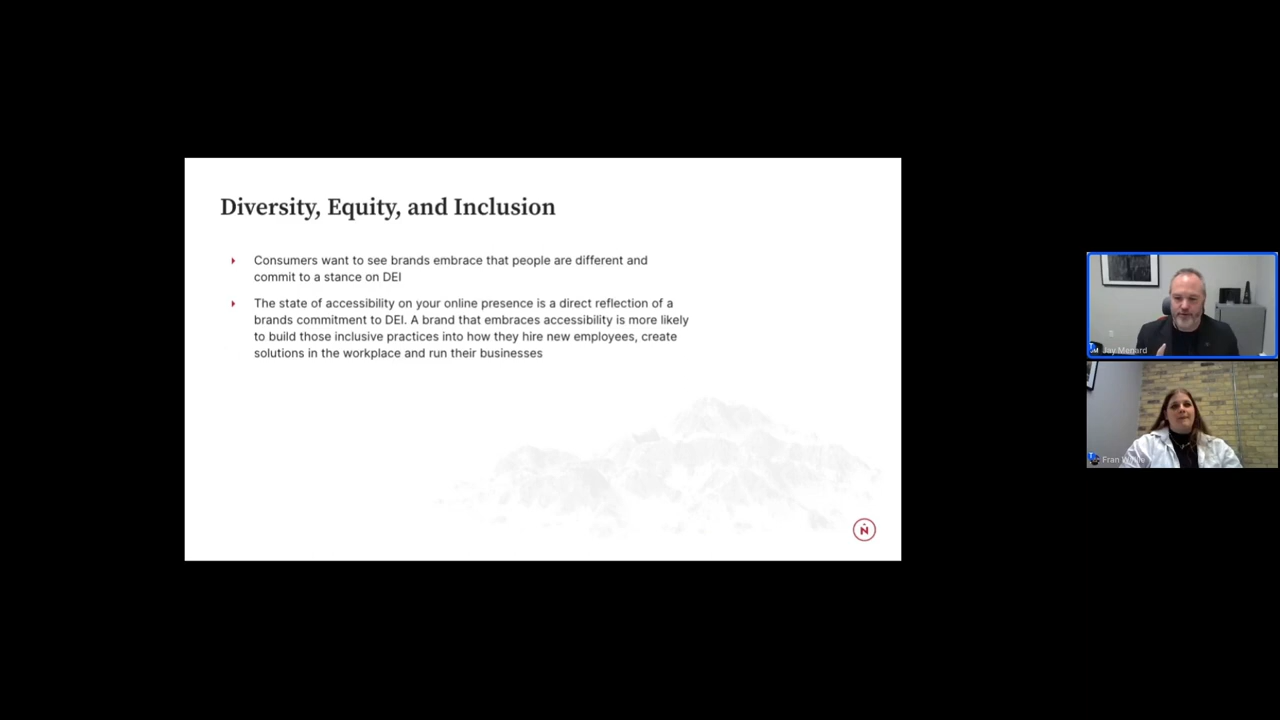 Diversity, Equity, and Inclusion
Consumers want to see brands embrace that people are different and
commit to a stance on DEI
The state of accessibility on your online presence is a direct reflection of a
brands commitment to DEI. A brand that embraces accessibility is more likely
to build those inclusive practices into how they hire new employees, create
solutions in the workplace and run their businesses
N
Jay Menard
Fran